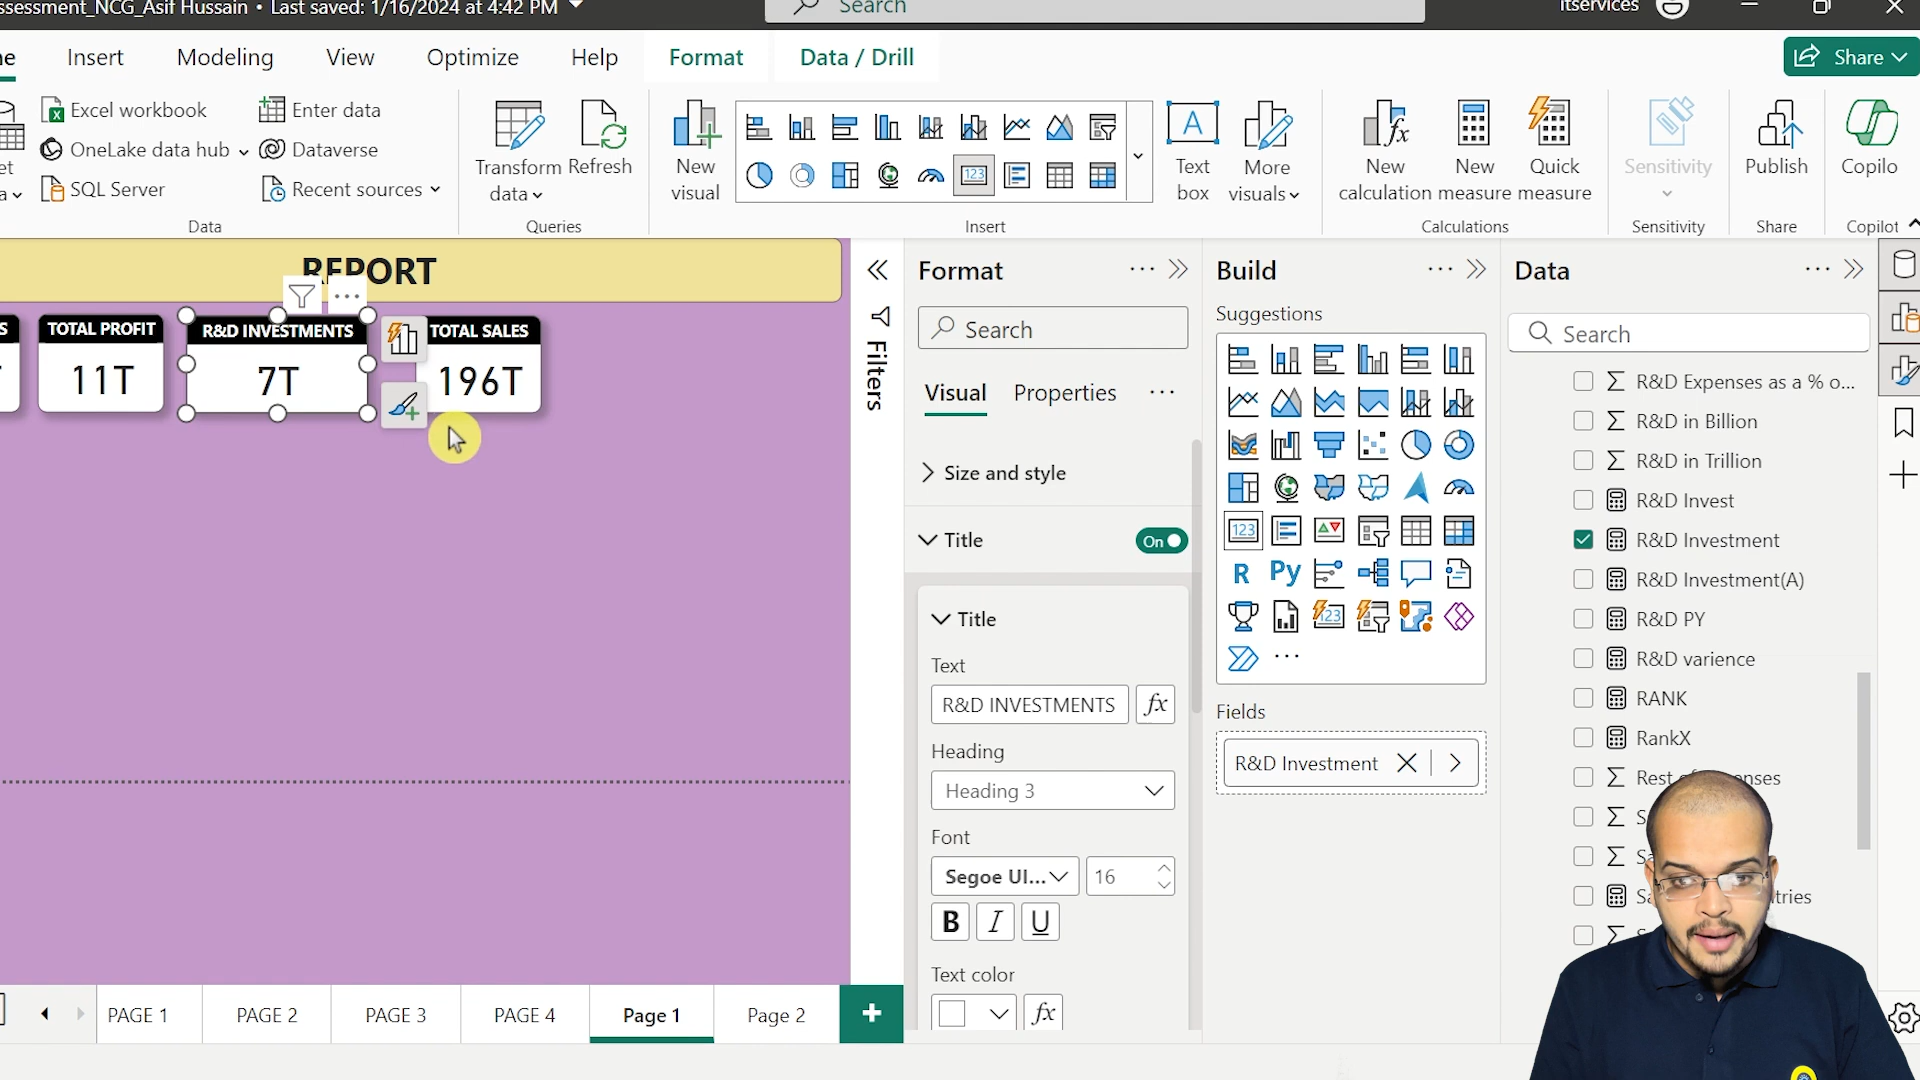 ssessment_NCG_Asif Hussain • Last saved: 1/16/2024 at 4:42 PM
Search
itservices
Insert
Modeling
View
Optimize
Help
Format
Data / Drill
Share
Excel workbook
Enter data
OneLake data hub
Dataverse
SQL Server
Recent sources
Data
Transform data
Refresh
Queries
New visual
Text box
More visuals
Insert
New calculation
New measure
Quick measure
Calculations
Sensitivity
Sensitivity
Publish
Share
Copilo
Copilot
REPORT
TOTAL PROFIT
11T
R&D INVESTMENTS
7T
TOTAL SALES
196T
Filters
Format
Search
Visual
Properties
Size and style
Title
On
Title
Text
R&D INVESTMENTS
fx
Heading
Heading 3
Font
Segoe UI...
16
B
I
U
Text color
fx
Build
Suggestions
123
R
Py
123
Fields
R&D Investment
Data
Search
R&D Expenses as a % o...
R&D in Billion
R&D in Trillion
R&D Invest
R&D Investment
R&D Investment(A)
R&D PY
R&D varience
RANK
RankX
PAGE 1
PAGE 2
PAGE 3
PAGE 4
Page 1
Page 2